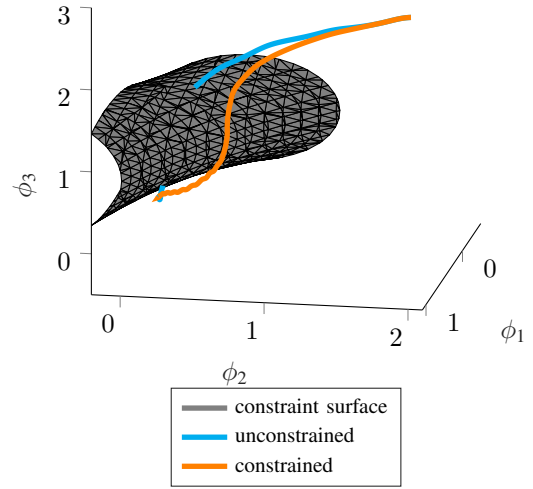 3
2
1
0
ϕ3
0
1
2
ϕ2
1
0
ϕ1
constraint surface
unconstrained
constrained